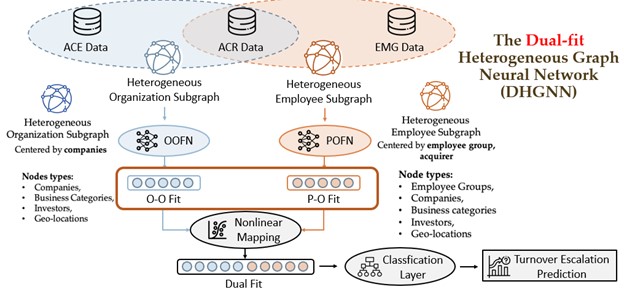 ACE Data
ACR Data
EMG Data
The Dual-fit
Heterogeneous Graph
Neural Network
(DHGNN)
Heterogeneous
Organization Subgraph
Heterogeneous
Employee Subgraph
Heterogeneous
Organization Subgraph
Centered by companies
Heterogeneous
Employee Subgraph
Centered by employee group,
acquirer
OOFN
POFN
Nodes types:
• Companies,
• Business Categories,
• Investors,
• Geo-locations
O-O Fit
P-O Fit
Node types:
• Employee Groups,
• Companies,
• Business categories
• Investors,
• Geo-locations
Nonlinear
Mapping
Dual Fit
Classfication
Layer
Turnover Escalation
Prediction